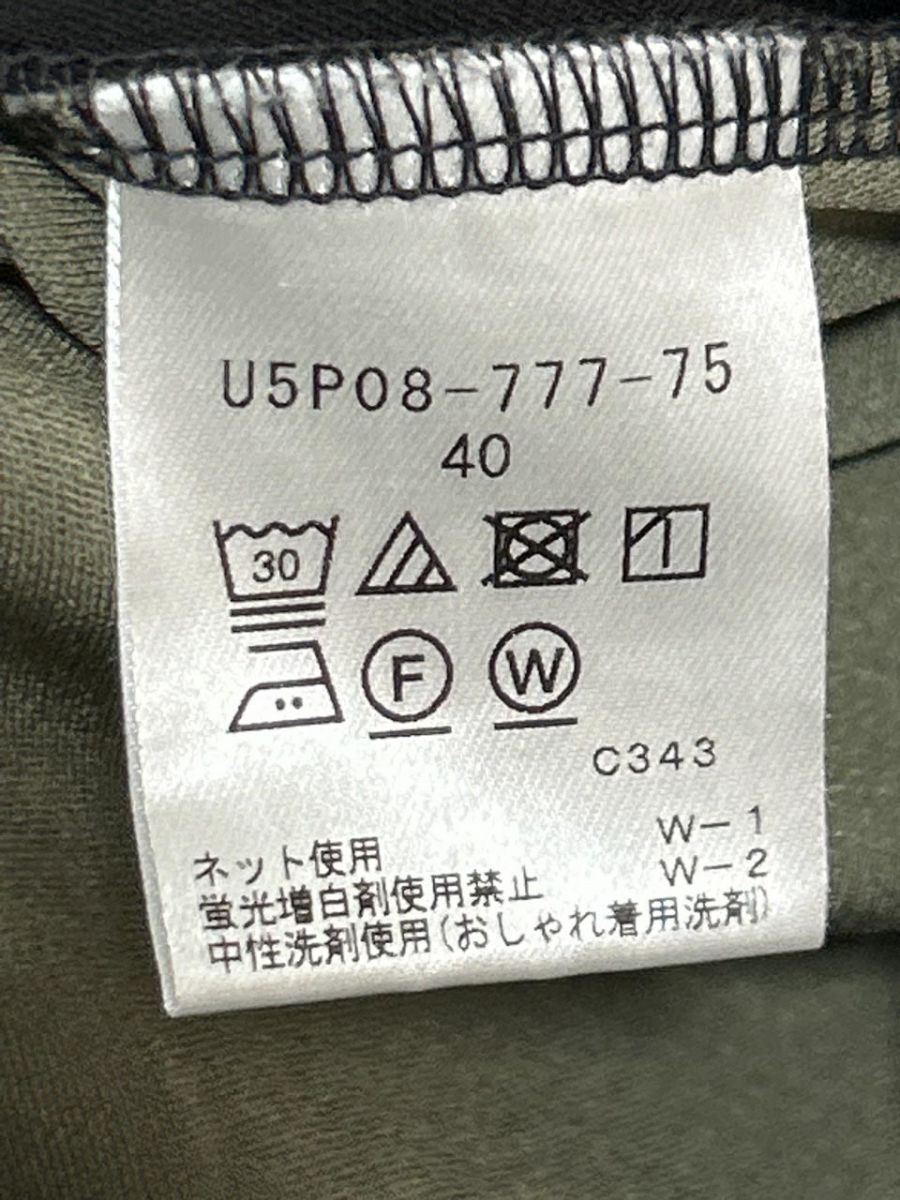 U5P08-777-75
40
30
F
W
C343
W-1
W-2
ネット使用
蛍光増白剤使用禁止
中性洗剤使用(おしゃれ着用洗剤)